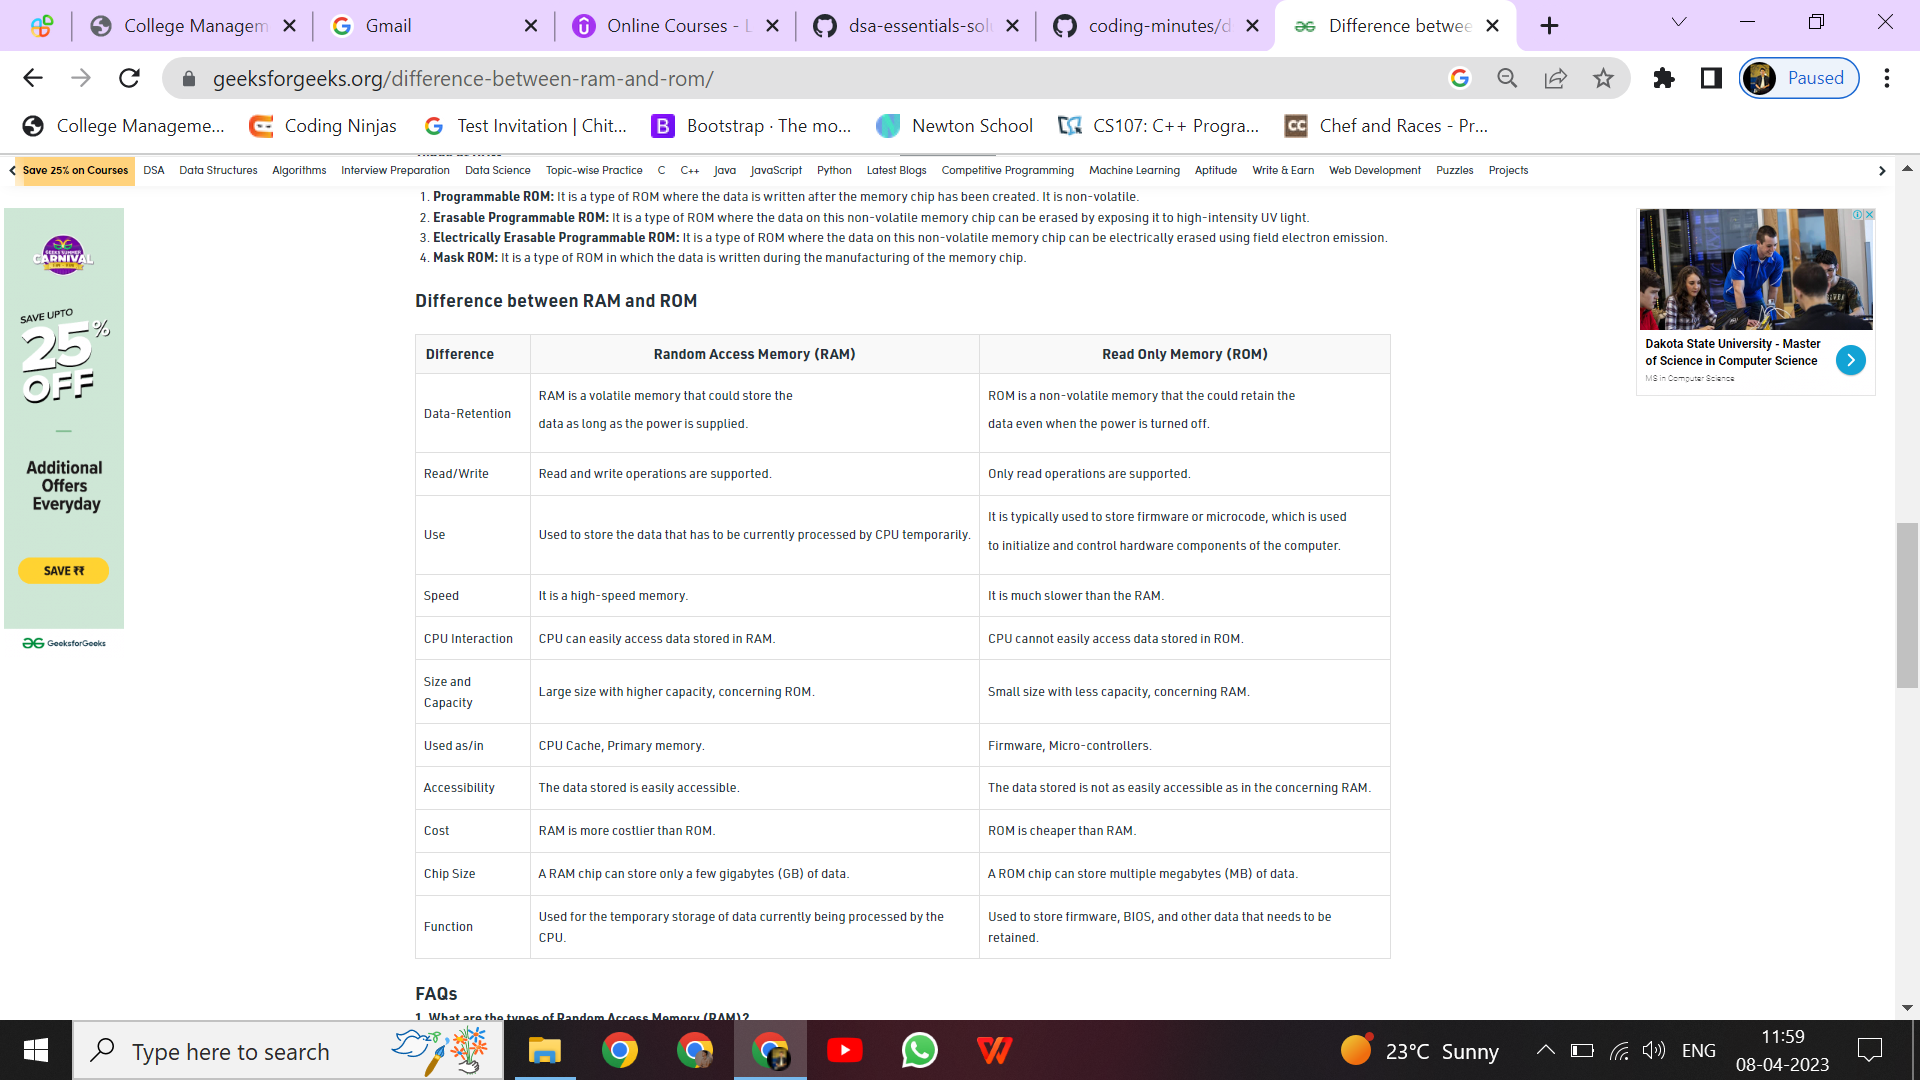 College Managem
Gmail
Online Courses - L
dsa-essentials-solu
coding-minutes/d
Difference betwee
geeksforgeeks.org/difference-between-ram-and-rom/
Paused
College Manageme...
Coding Ninjas
Test Invitation | Chit...
Bootstrap · The mo...
Newton School
CS107: C++ Progra...
Chef and Races - Pr...
Save 25% on Courses
DSA
Data Structures
Algorithms
Interview Preparation
Data Science
Topic-wise Practice
C
C++
Java
JavaScript
Python
Latest Blogs
Competitive Programming
Machine Learning
Aptitude
Write & Earn
Web Development
Puzzles
Projects
1. Programmable ROM: It is a type of ROM where the data is written after the memory chip has been created. It is non-volatile.
2. Erasable Programmable ROM: It is a type of ROM where the data on this non-volatile memory chip can be erased by exposing it to high-intensity UV light.
3. Electrically Erasable Programmable ROM: It is a type of ROM where the data on this non-volatile memory chip can be electrically erased using field electron emission.
4. Mask ROM: It is a type of ROM in which the data is written during the manufacturing of the memory chip.
Difference between RAM and ROM
Difference
Random Access Memory (RAM)
Read Only Memory (ROM)
Data-Retention
RAM is a volatile memory that could store the
data as long as the power is supplied.
ROM is a non-volatile memory that the could retain the
data even when the power is turned off.
Read/Write
Read and write operations are supported.
Only read operations are supported.
Use
Used to store the data that has to be currently processed by CPU temporarily.
It is typically used to store firmware or microcode, which is used
to initialize and control hardware components of the computer.
Speed
It is a high-speed memory.
It is much slower than the RAM.
CPU Interaction
CPU can easily access data stored in RAM.
CPU cannot easily access data stored in ROM.
Size and
Capacity
Large size with higher capacity, concerning ROM.
Small size with less capacity, concerning RAM.
Used as/in
CPU Cache, Primary memory.
Firmware, Micro-controllers.
Accessibility
The data stored is easily accessible.
The data stored is not as easily accessible as in the concerning RAM.
Cost
RAM is more costlier than ROM.
ROM is cheaper than RAM.
Chip Size
A RAM chip can store only a few gigabytes (GB) of data.
A ROM chip can store multiple megabytes (MB) of data.
Function
Used for the temporary storage of data currently being processed by the
CPU.
Used to store firmware, BIOS, and other data that needs to be
retained.
FAQs
1. What are the types of Random Access Memory (RAM)?
CARNIVAL
SAVE UPTO
25%
OFF
Additional
Offers
Everyday
SAVE ₹₹
GeeksforGeeks
Dakota State University - Master
of Science in Computer Science
MS in Computer Science
Type here to search
23°C Sunny
ENG
11:59
08-04-2023